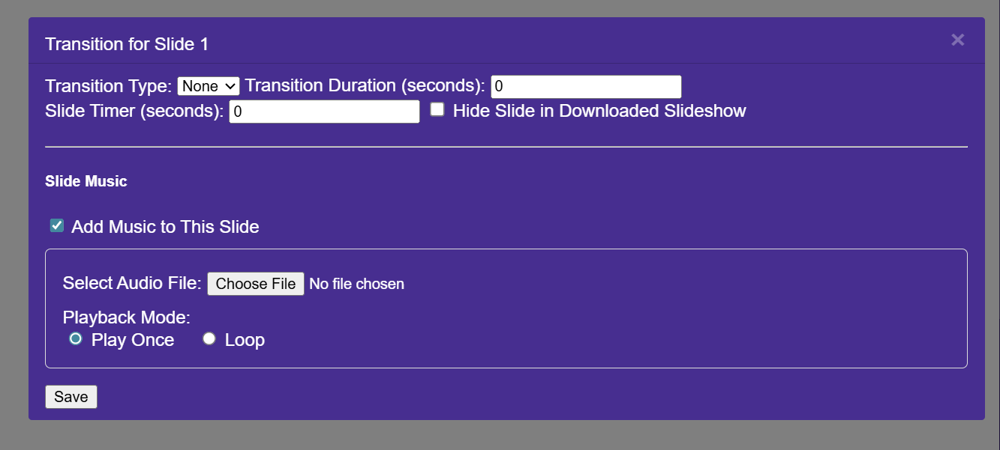 Transition for Slide 1 ×
Transition Type: None Transition Duration (seconds): 0
Slide Timer (seconds): 0 Hide Slide in Downloaded Slideshow
Slide Music
Add Music to This Slide
Select Audio File: Choose File No file chosen
Playback Mode:
Play Once Loop
Save